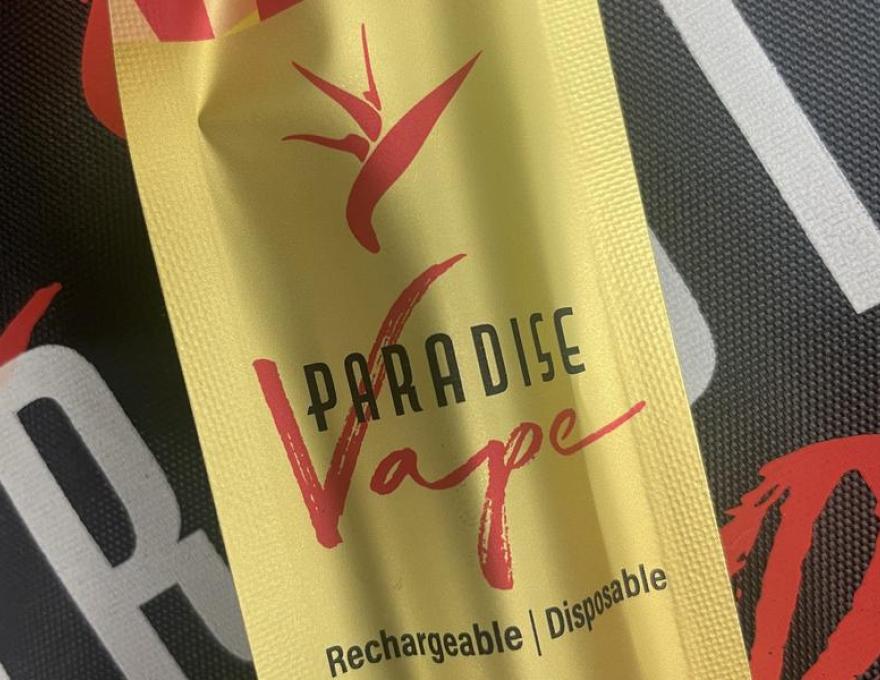 PARADISE
Vape
Rechargeable | Disposable